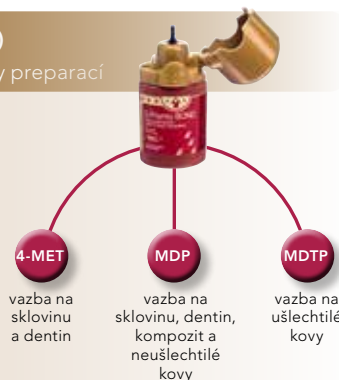 y preparací
4-MET
MDP
MDTP
vazba na
sklovinu
a dentin
vazba na
sklovinu, dentin,
kompozit a
neušlechtilé
kovy
vazba na
ušlechtilé
kovy